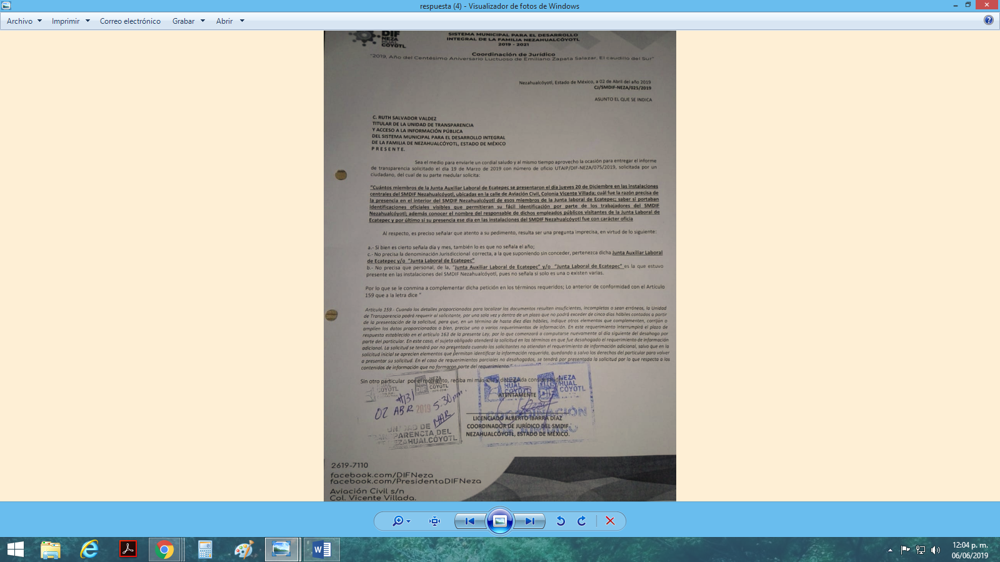 respuesta (4) - Visualizador de fotos de Windows
Archivo Imprimir Correo electrónico Grabar Abrir
DIF
NEZA
HUAL
CÓYOTL
SISTEMA MUNICIPAL PARA EL DESARROLLO
INTEGRAL DE LA FAMILIA NEZAHUALCÓYOTL
2019 - 2021
Coordinación de Jurídico
"2019, Año del Centésimo Aniversario Luctuoso de Emiliano Zapata Salazar, El caudillo del Sur"
Nezahualcóyotl, Estado de México, a 02 de Abril del año 2019
CJ/SMDIF-NEZA/025/2019
ASUNTO EL QUE SE INDICA
C. RUTH SALVADOR VALDEZ
TITULAR DE LA UNIDAD DE TRANSPARENCIA
Y ACCESO A LA INFORMACIÓN PÚBLICA
DEL SISTEMA MUNICIPAL PARA EL DESARROLLO INTEGRAL
DE LA FAMILIA DE NEZAHUALCÓYOTL, ESTADO DE MÉXICO
P R E S E N T E.
Sea el medio para enviarle un cordial saludo y al mismo tiempo aprovecho la ocasión para entregar el informe
de transparencia solicitado el día 19 de Marzo de 2019 con número de oficio UTAIP/DIF-NEZA/075/2019, solicitada por un
ciudadano, del cual de su parte medular solicita:
"Cuántos miembros de la Junta Auxiliar Laboral de Ecatepec se presentaron el día jueves 20 de Diciembre en las instalaciones
centrales del SMDIF Nezahualcóyotl, ubicadas en la calle de Aviación Civil, Colonia Vicente Villada; cuál fue la razón precisa de
la presencia en el interior del SMDIF Nezahualcóyotl de esos miembros de la Junta laboral de Ecatepec; saber si portaban
identificaciones oficiales visibles que permitieran su fácil identificación por parte de los trabajadores del SMDIF
Nezahualcóyotl; además conocer el nombre del responsable de dichos empleados públicos visitantes de la Junta Laboral de
Ecatepec y por último si su presencia ese día en las instalaciones del SMDIF Nezahualcóyotl fue con carácter oficia
Al respecto, es preciso señalar que atento a su pedimento, resulta ser una pregunta imprecisa, en virtud de lo siguiente:
a.- Si bien es cierto señala día y mes, también lo es que no señala el año;
c.- No precisa la denominación Jurisdiccional correcta, a la que suponiendo sin conceder, pertenezca dicha Junta Auxiliar Laboral
de Ecatepec y/o "Junta Laboral de Ecatepec"
b.- No precisa que personal, de la, "Junta Auxiliar Laboral de Ecatepec" y/o "Junta Laboral de Ecatepec" es la que estuvo
presente en las instalaciones del SMDIF Nezahualcóyotl, pues no señala si solo es una o existen varias.
Por lo que se le conmina a complementar dicha petición en los términos requeridos; Lo anterior de conformidad con el Artículo
159 que a la letra dice "
Artículo 159.- Cuando los detalles proporcionados para localizar los documentos resulten insuficientes, incompletos o sean erróneos, la Unidad
de Transparencia podrá requerir al solicitante, por una sola vez y dentro de un plazo que no podrá exceder de cinco días hábiles contados a partir
de la presentación de la solicitud, para que, en un término de hasta diez días hábiles, indique otros elementos que complementen, corrijan o
amplíen los datos proporcionados o bien, precise uno o varios requerimientos de información. En este requerimiento interrumpirá el plazo de
respuesta establecido en el artículo 163 de la presente Ley, por lo que comenzará a computarse nuevamente al día siguiente del desahogo por
parte del particular. En este caso, el sujeto obligado atenderá la solicitud en los términos en que fue desahogado el requerimiento de información
adicional. La solicitud se tendrá por no presentada cuando los solicitantes no atiendan el requerimiento de información adicional, salvo que en la
solicitud inicial se aprecien elementos que permitan identificar la información requerida, quedando a salvo los derechos del particular para volver
a presentar su solicitud. En el caso de requerimientos parciales no desahogados, se tendrá por presentada la solicitud por lo que respecta a los
contenidos de información que no formaron parte del requerimiento."
Sin otro particular por el momento, reciba mi más alta y distinguida consideración
NEZA
HUAL
CÓYOTL
DIF
#131
02 ABR 2019 5:30 pm.
MAR
UNIDAD DE
TRANSPARENCIA DEL
NEZAHUALCÓYOTL
NEZA
HUAL
CÓYOTL
DIF
NEZA
HUAL
CÓYOTL
ATENTAMENTE
COORDINACIÓN
DE JURÍDICO
LICENCIADO ALBERTO IBARRA DÍAZ
COORDINADOR DE JURÍDICO DEL SMDIF
NEZAHUALCÓYOTL, ESTADO DE MÉXICO.
2619-7110
facebook.com/DIFNeza
facebook.com/PresidentaDIFNeza
Aviación Civil s/n
Col. Vicente Villada.
12:04 p. m.
06/06/2019